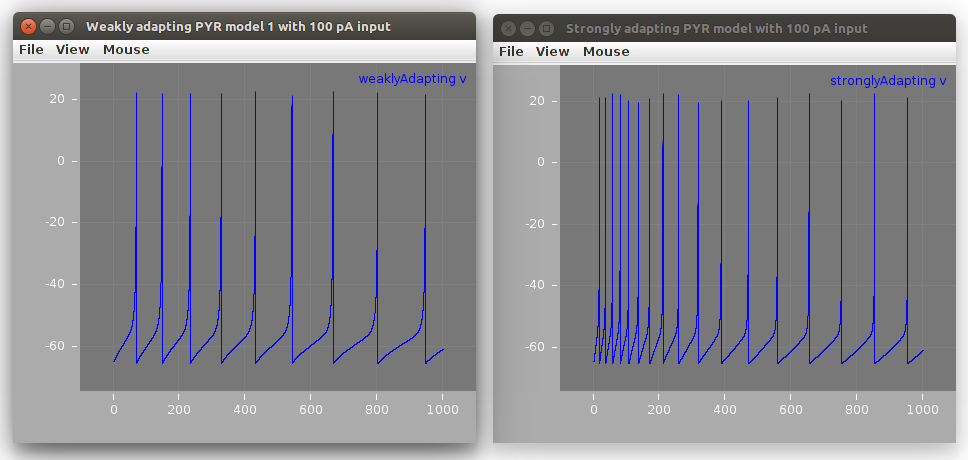 Weakly adapting PYR model 1 with 100 pA input
File View Mouse
weaklyAdapting v
20
0
-20
-40
-60
0 200 400 600 800 1000
Strongly adapting PYR model with 100 pA input
File View Mouse
stronglyAdapting v
20
0
-20
-40
-60
0 200 400 600 800 1000